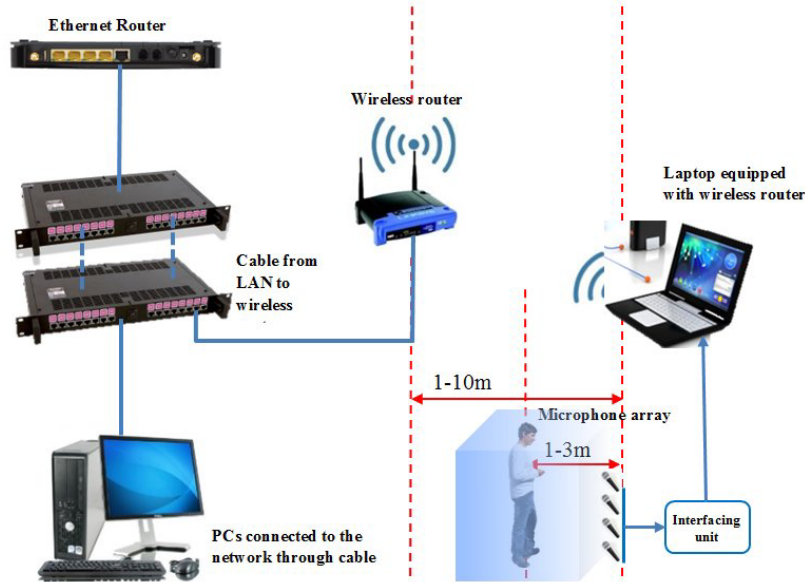 Ethernet Router
Wireless router
Laptop equipped
with wireless router
Cable from
LAN to
wireless
1-10m
Microphone array
1-3m
Interfacing
unit
PCs connected to the
network through cable